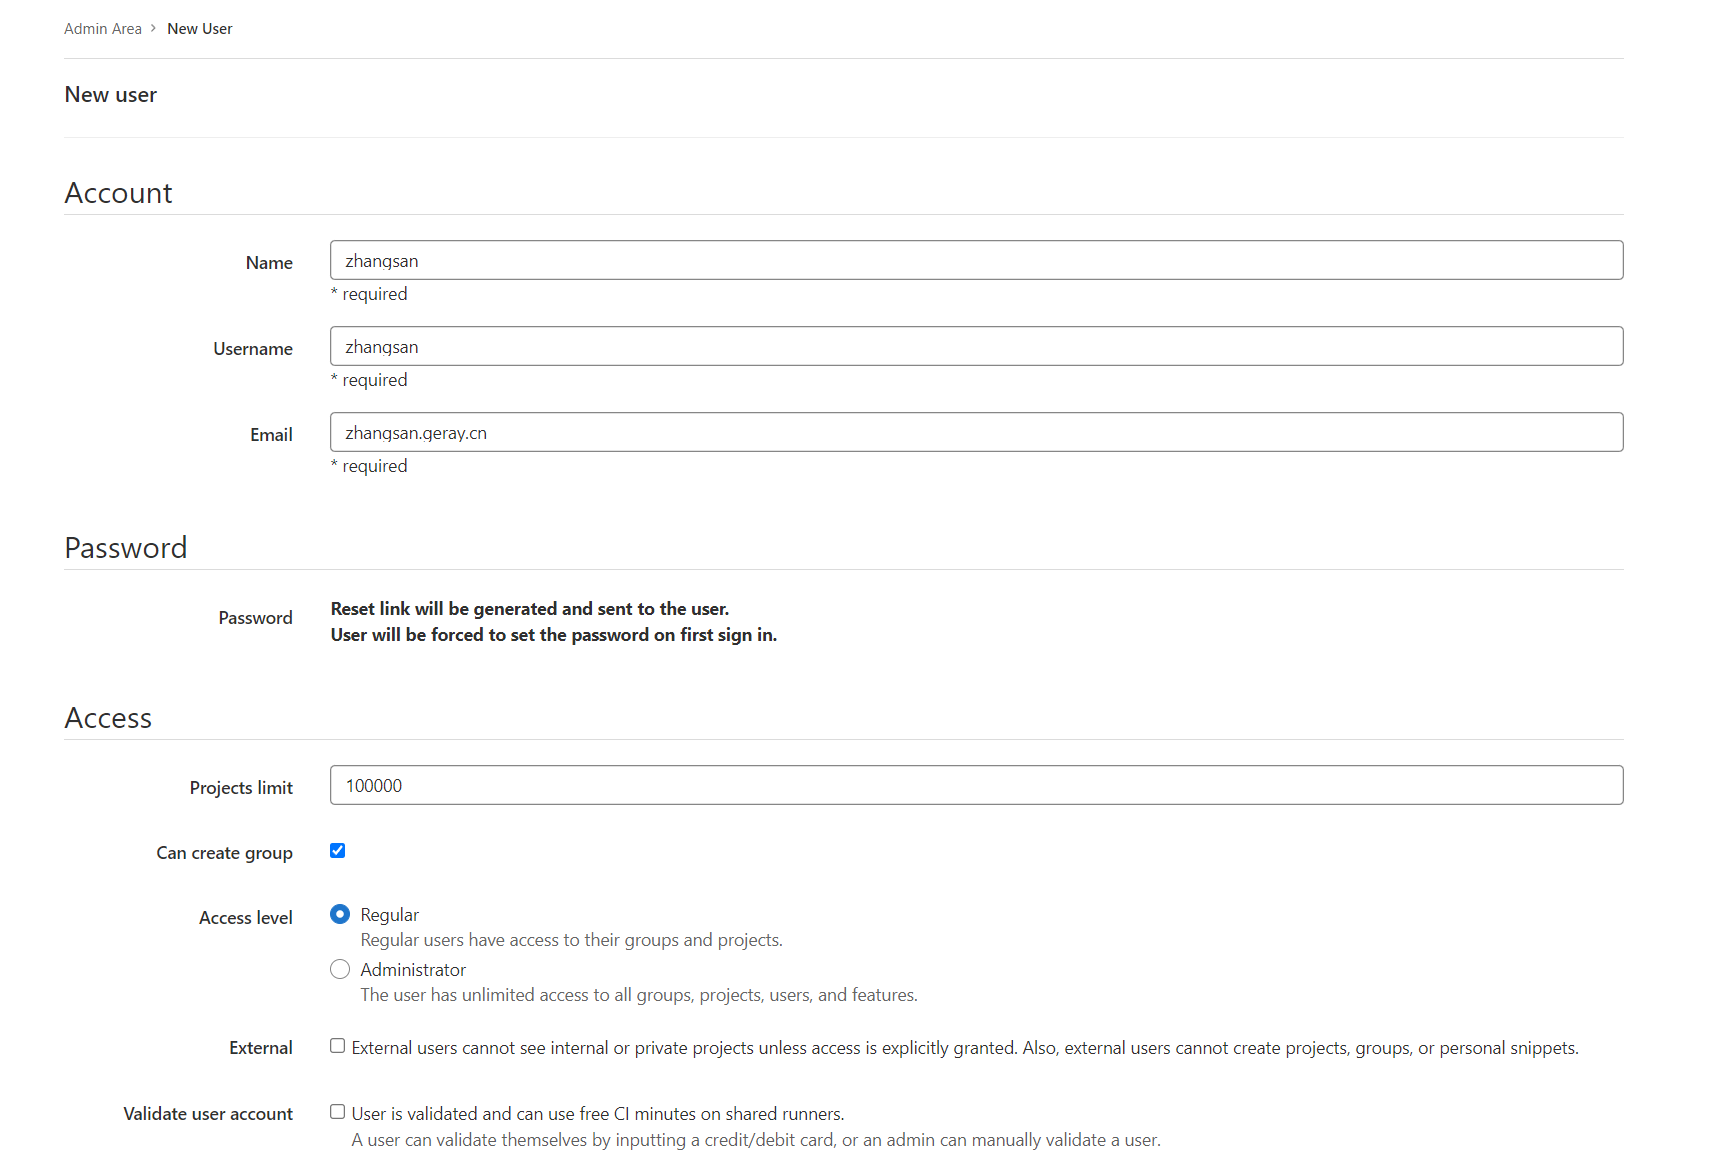 Admin Area > New User
New user
Account
Name
zhangsan
* required
Username
zhangsan
* required
Email
zhangsan.geray.cn
* required
Password
Password
Reset link will be generated and sent to the user.
User will be forced to set the password on first sign in.
Access
Projects limit
100000
Can create group
Access level
Regular
Regular users have access to their groups and projects.
Administrator
The user has unlimited access to all groups, projects, users, and features.
External
External users cannot see internal or private projects unless access is explicitly granted. Also, external users cannot create projects, groups, or personal snippets.
Validate user account
User is validated and can use free CI minutes on shared runners.
A user can validate themselves by inputting a credit/debit card, or an admin can manually validate a user.